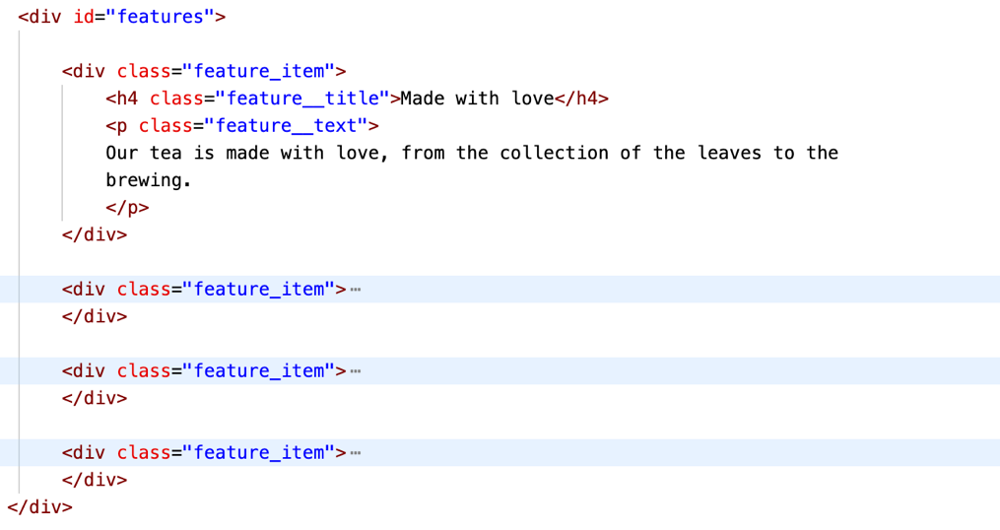 <div id="features">
<div class="feature_item">
<h4 class="feature__title">Made with love</h4>
<p class="feature__text">
Our tea is made with love, from the collection of the leaves to the
brewing.
</p>
</div>
<div class="feature_item">⋯
</div>
<div class="feature_item">⋯
</div>
<div class="feature_item">⋯
</div>
</div>